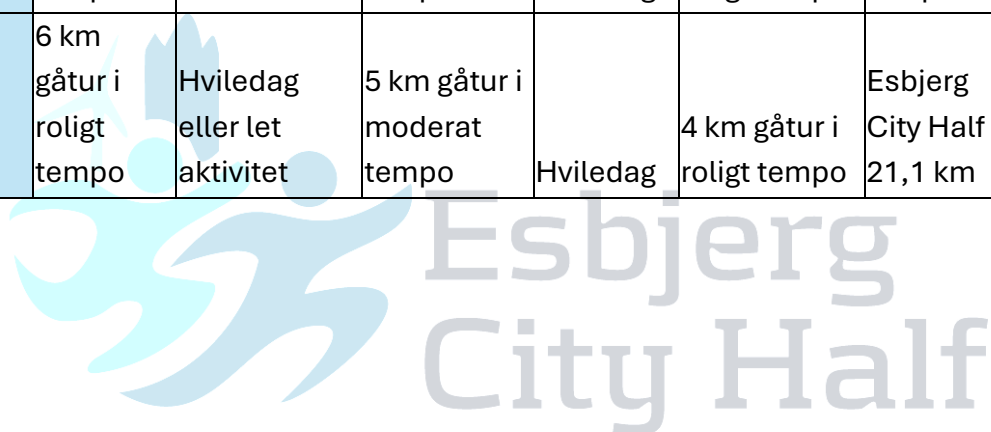 6 km
gåtur i
roligt
tempo
Hviledag
eller let
aktivitet
5 km gåtur i
moderat
tempo
Hviledag
4 km gåtur i
roligt tempo
Esbjerg
City Half
21,1 km
Esbjerg
City Half